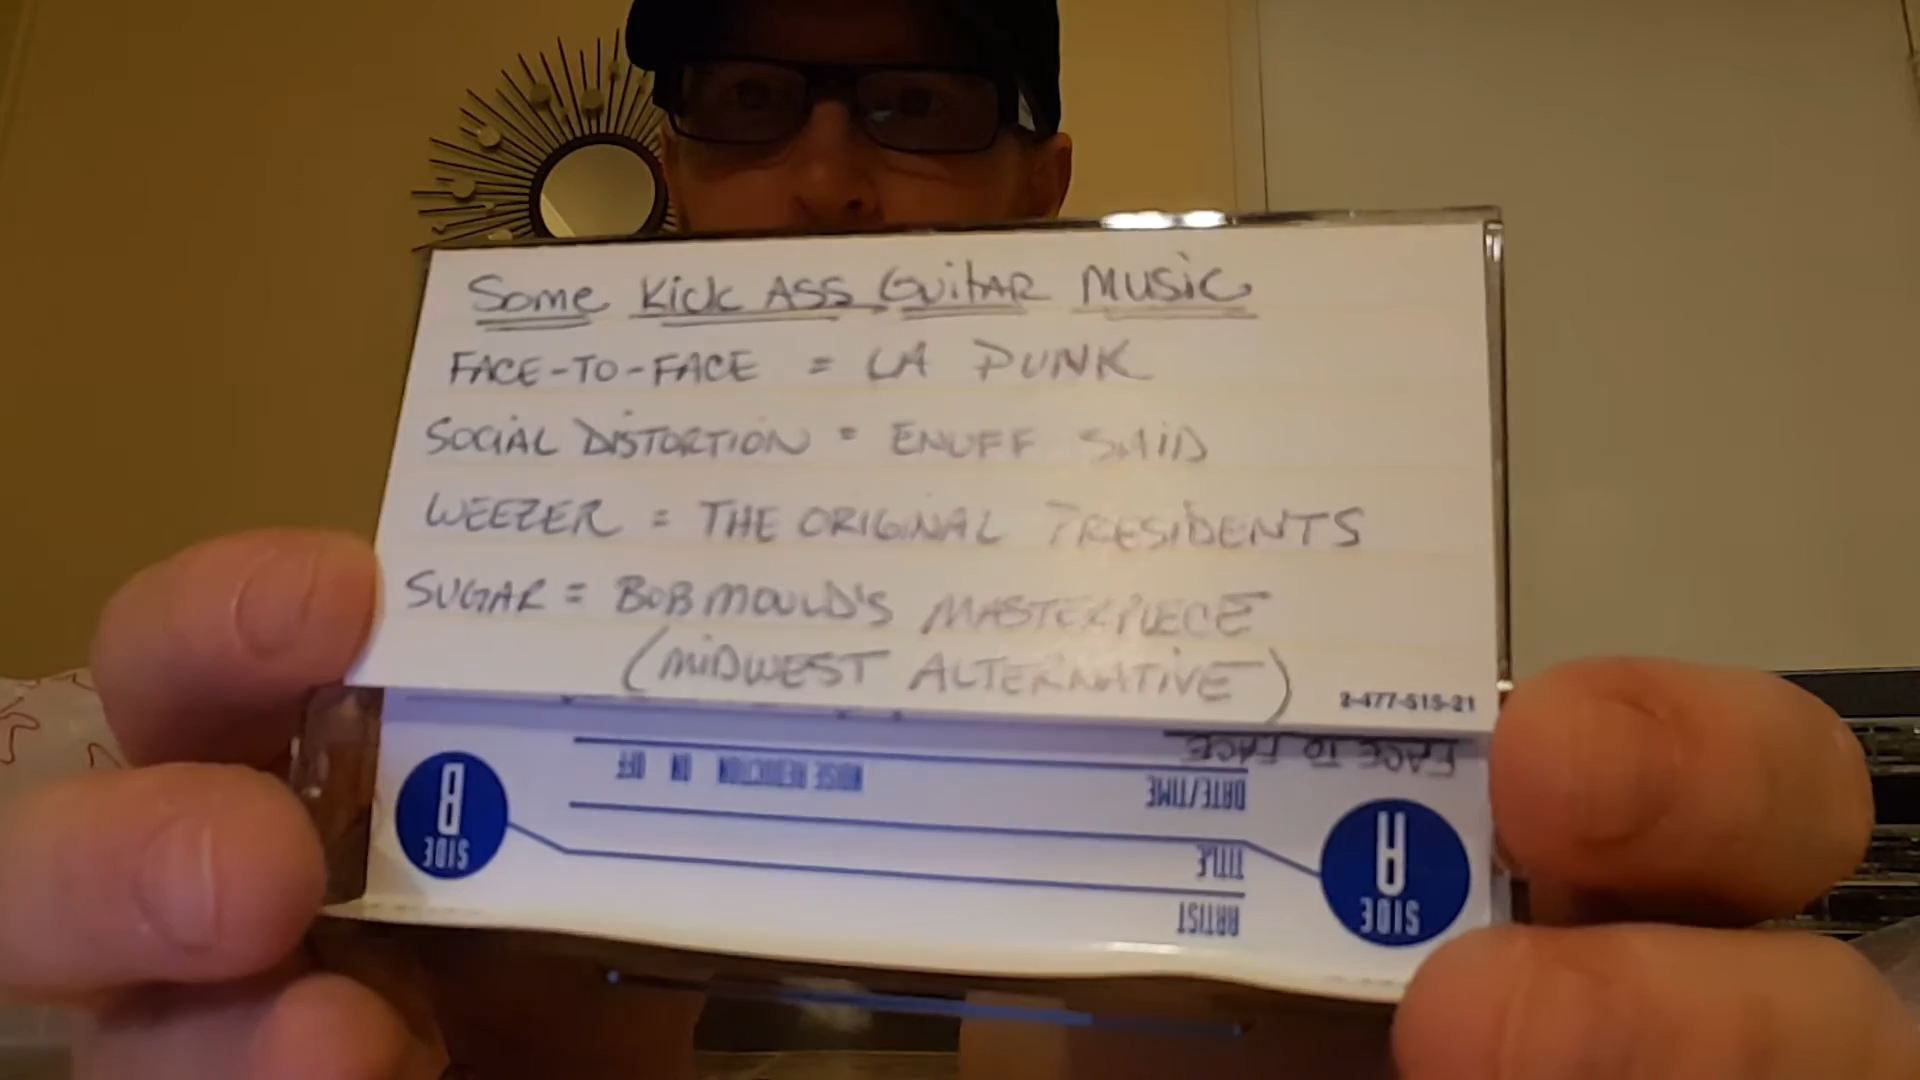 Some Kick Ass Guitar Music
FACE-TO-FACE = LA PUNK
SOCIAL DISTORTION = ENUFF SAID
WEEZER = THE ORIGINAL PRESIDENTS
SUGAR = BOB MOULD'S MASTERPIECE
(MIDWEST ALTERNATIVE)
2-477-515-21
FACE TO FACE
NOISE REDUCTION ON OFF
DATE/TIME
SIDE B
SIDE A
TITLE
ARTIST